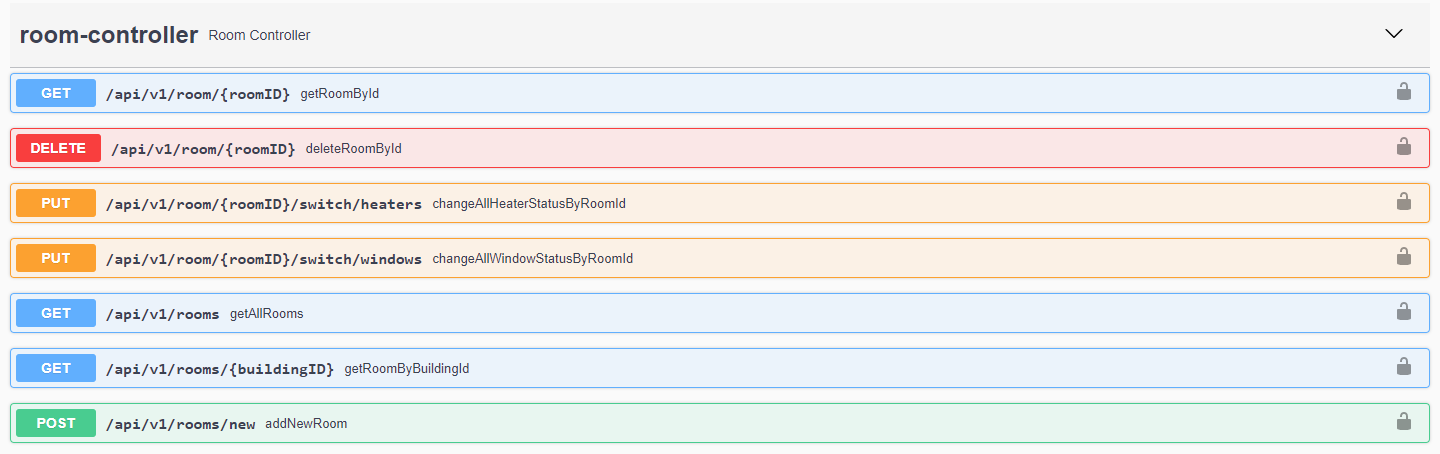 room-controller Room Controller
GET /api/v1/room/{roomID} getRoomById
DELETE /api/v1/room/{roomID} deleteRoomById
PUT /api/v1/room/{roomID}/switch/heaters changeAllHeaterStatusByRoomId
PUT /api/v1/room/{roomID}/switch/windows changeAllWindowStatusByRoomId
GET /api/v1/rooms getAllRooms
GET /api/v1/rooms/{buildingID} getRoomByBuildingId
POST /api/v1/rooms/new addNewRoom